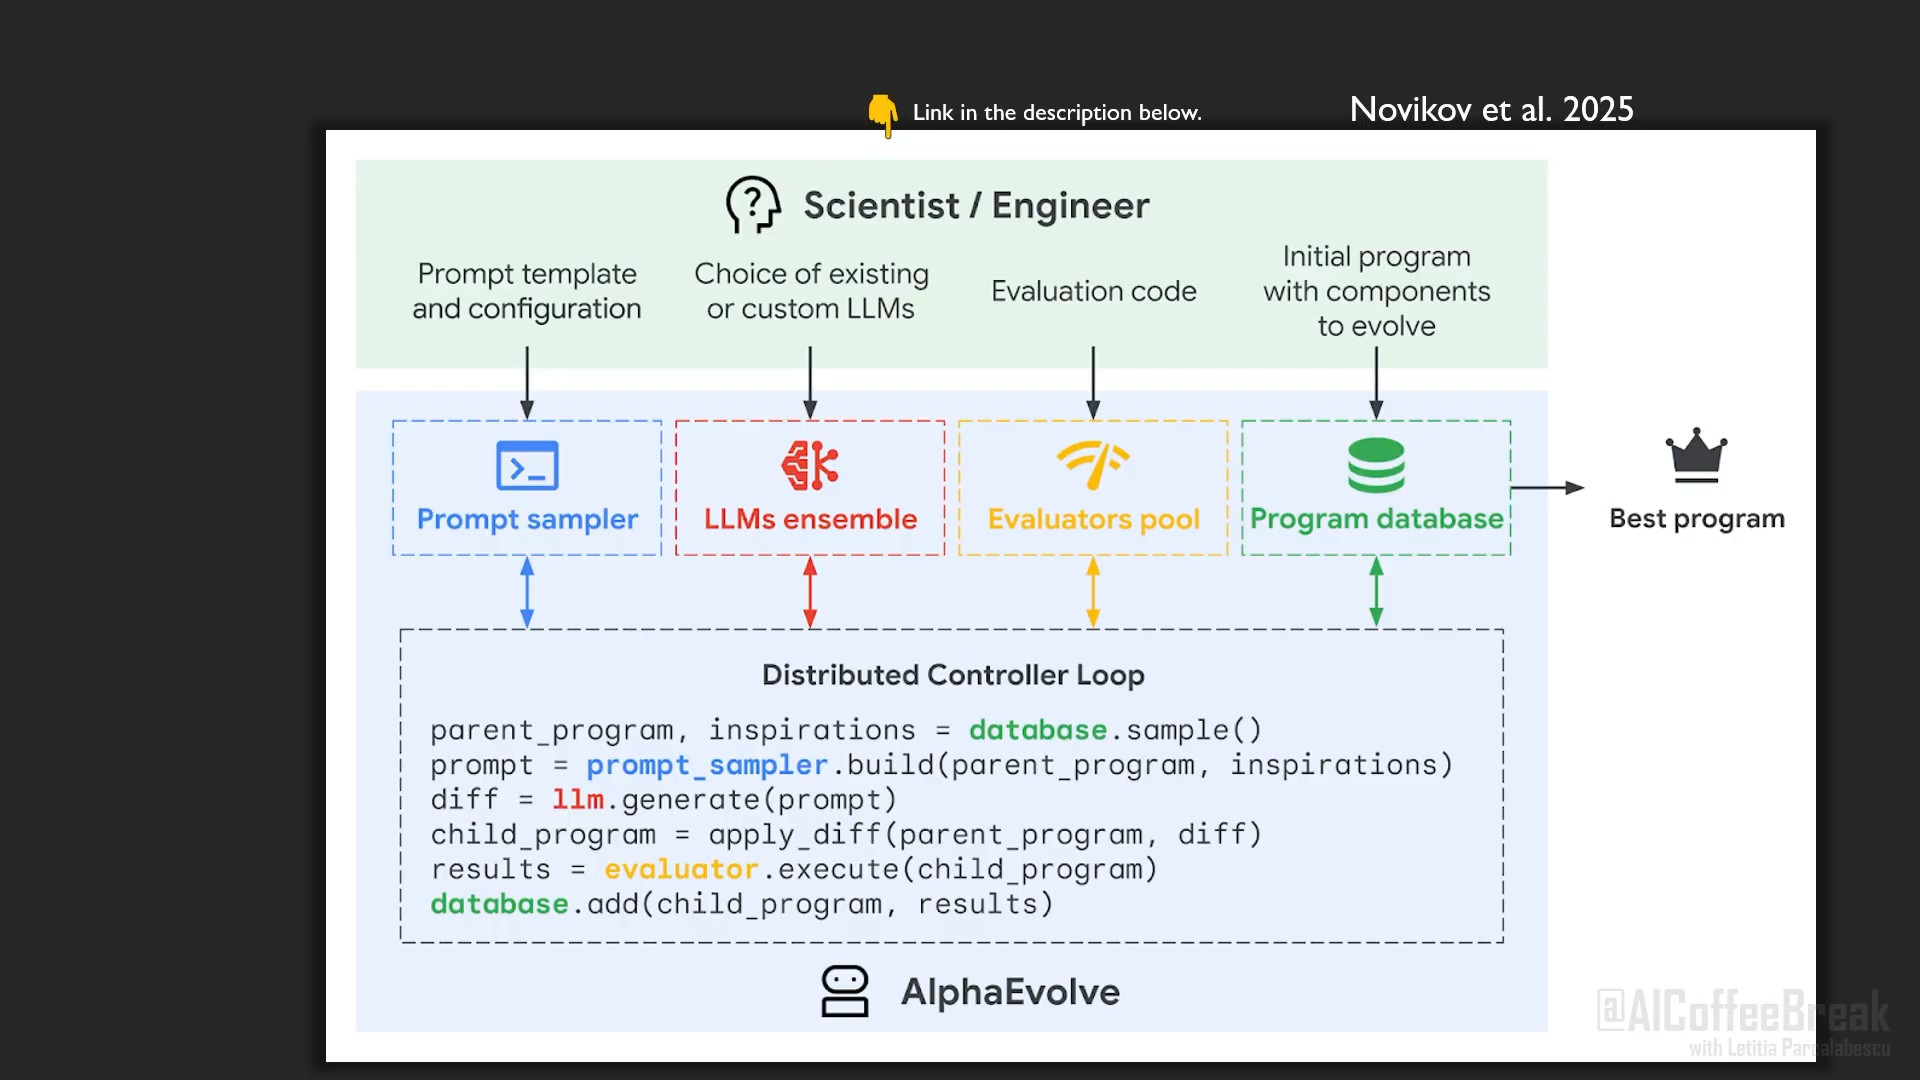 Link in the description below.
Novikov et al. 2025
Scientist / Engineer
Prompt template
and configuration
Choice of existing
or custom LLMs
Evaluation code
Initial program
with components
to evolve
Prompt sampler
LLMs ensemble
Evaluators pool
Program database
Best program
Distributed Controller Loop
parent_program, inspirations = database.sample()
prompt = prompt_sampler.build(parent_program, inspirations)
diff = llm.generate(prompt)
child_program = apply_diff(parent_program, diff)
results = evaluator.execute(child_program)
database.add(child_program, results)
AlphaEvolve
@AICoffeeBreak
with Letitia Parcalabescu